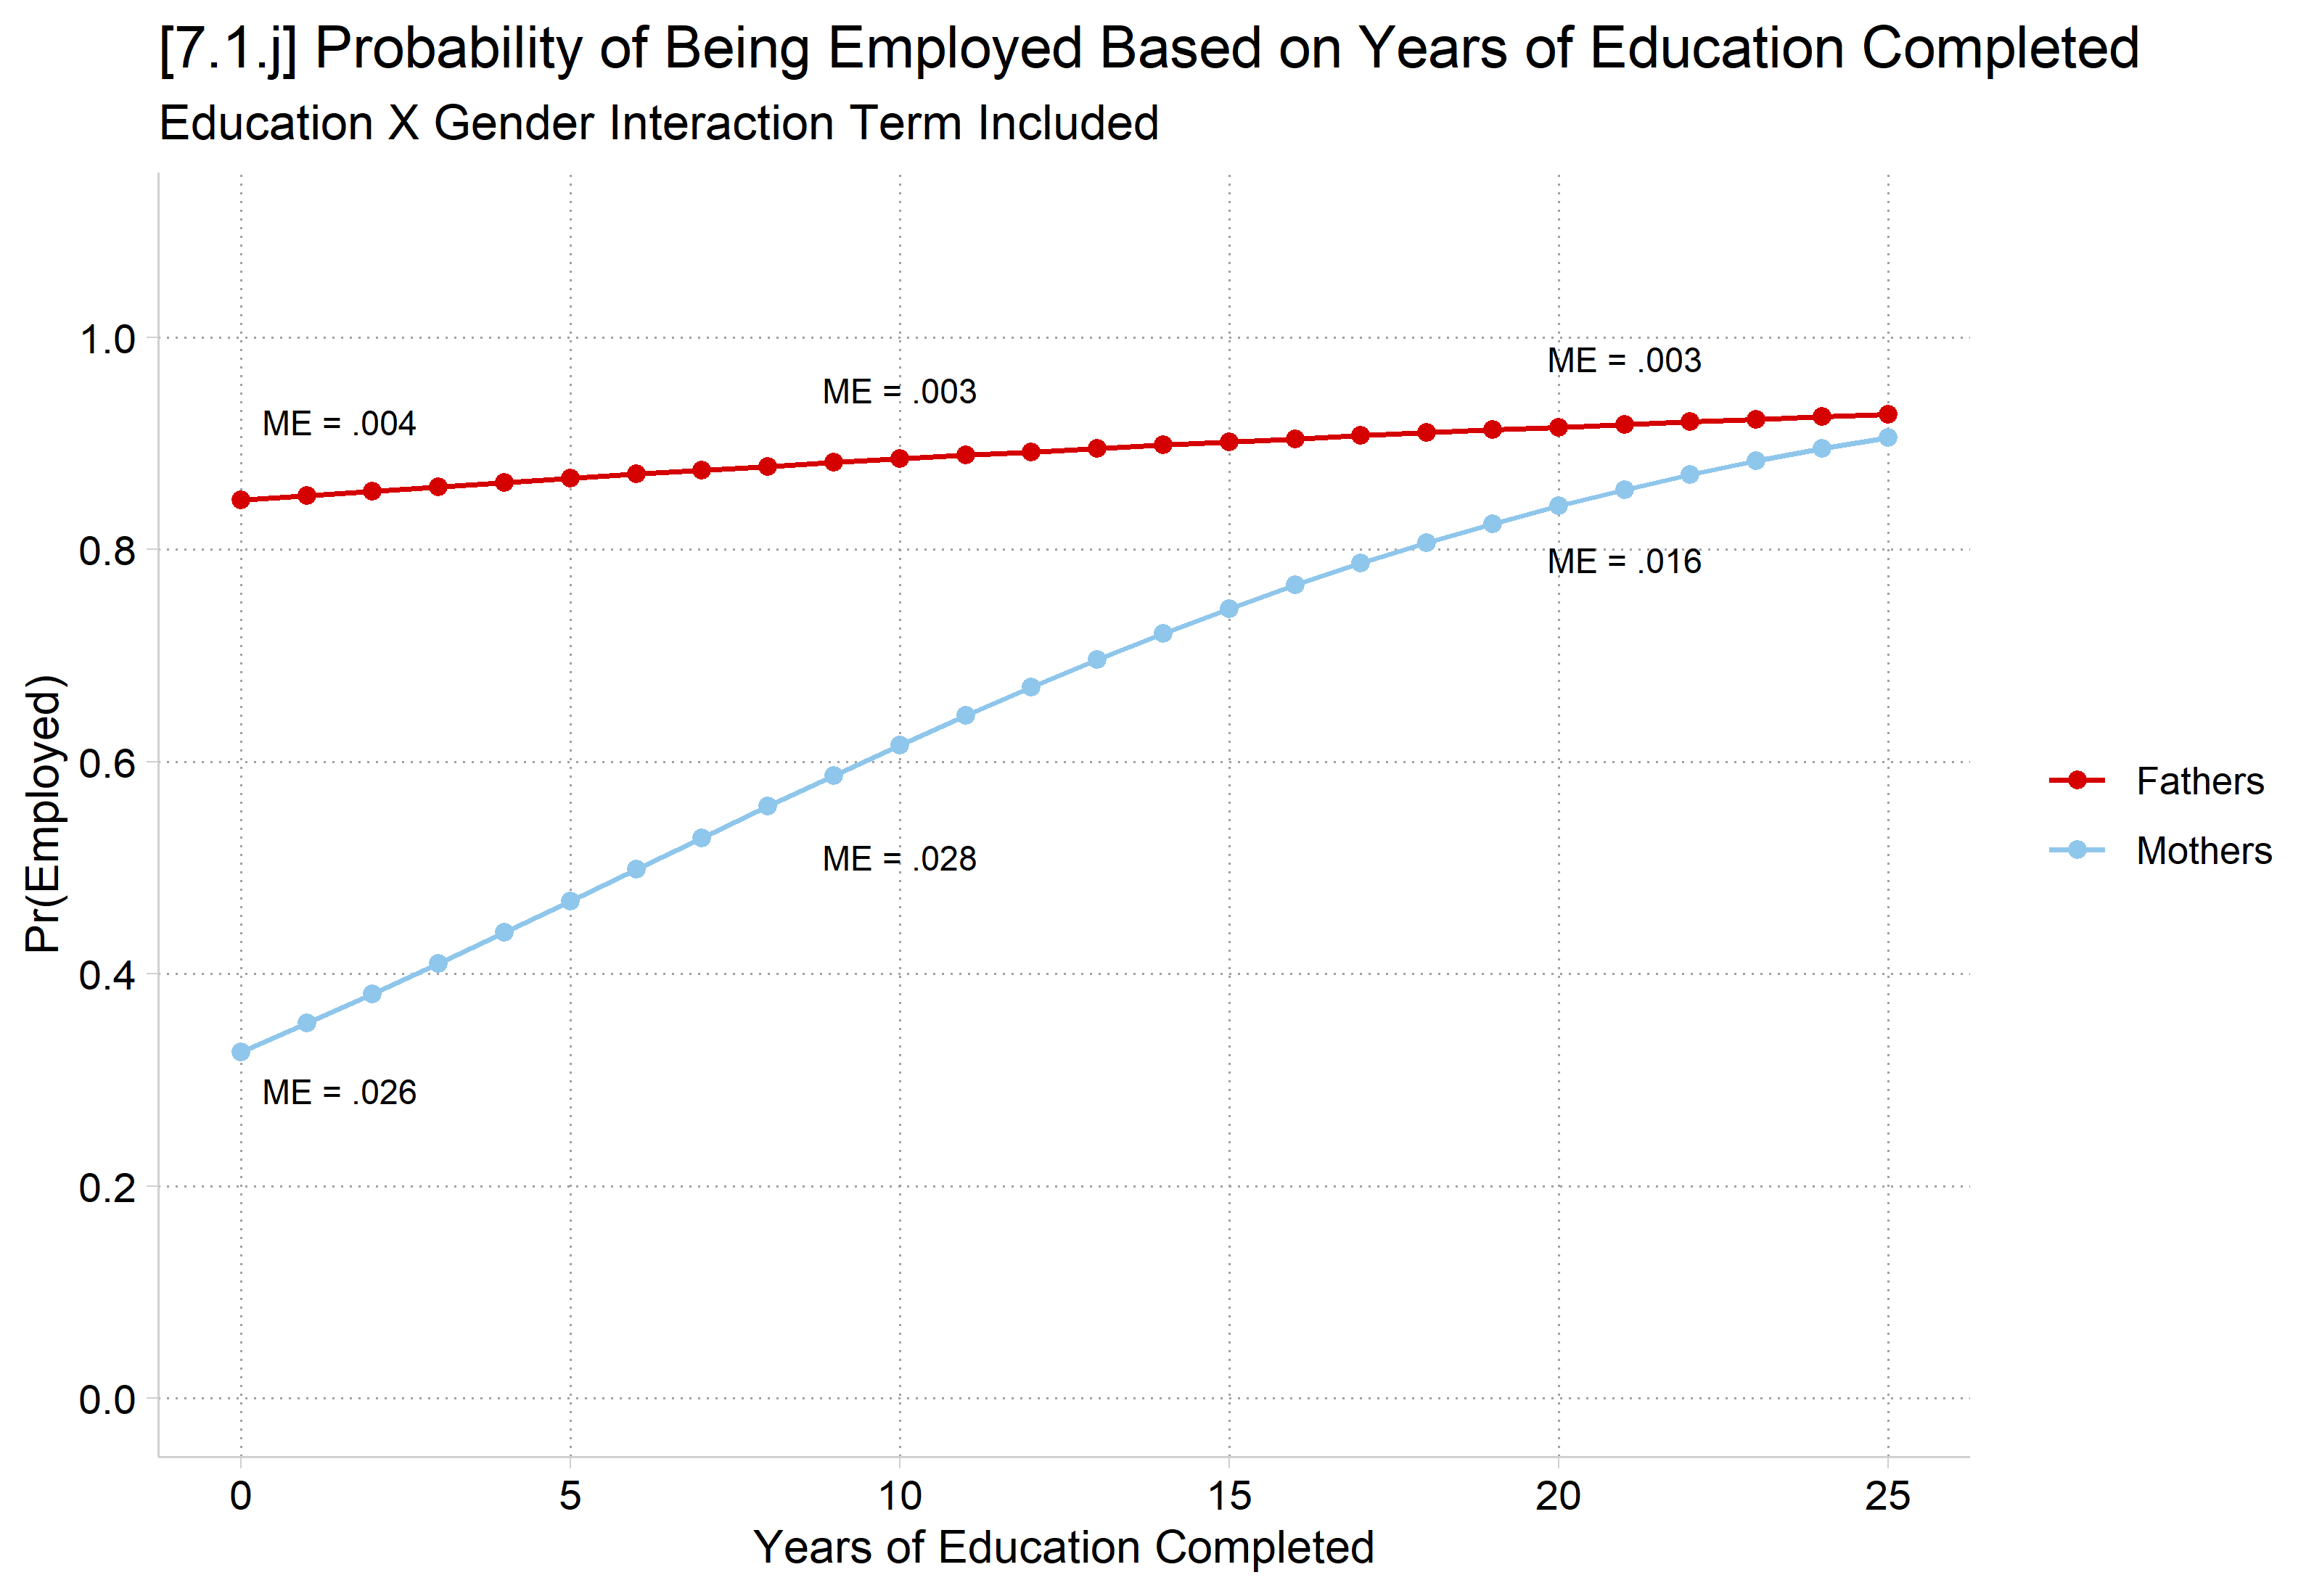 [7.1.j] Probability of Being Employed Based on Years of Education Completed
Education X Gender Interaction Term Included
Pr(Employed)
1.0
0.8
0.6
0.4
0.2
0.0
ME = .004
ME = .003
ME = .003
ME = .016
ME = .028
ME = .026
0 5 10 15 20 25
Years of Education Completed
Fathers
Mothers